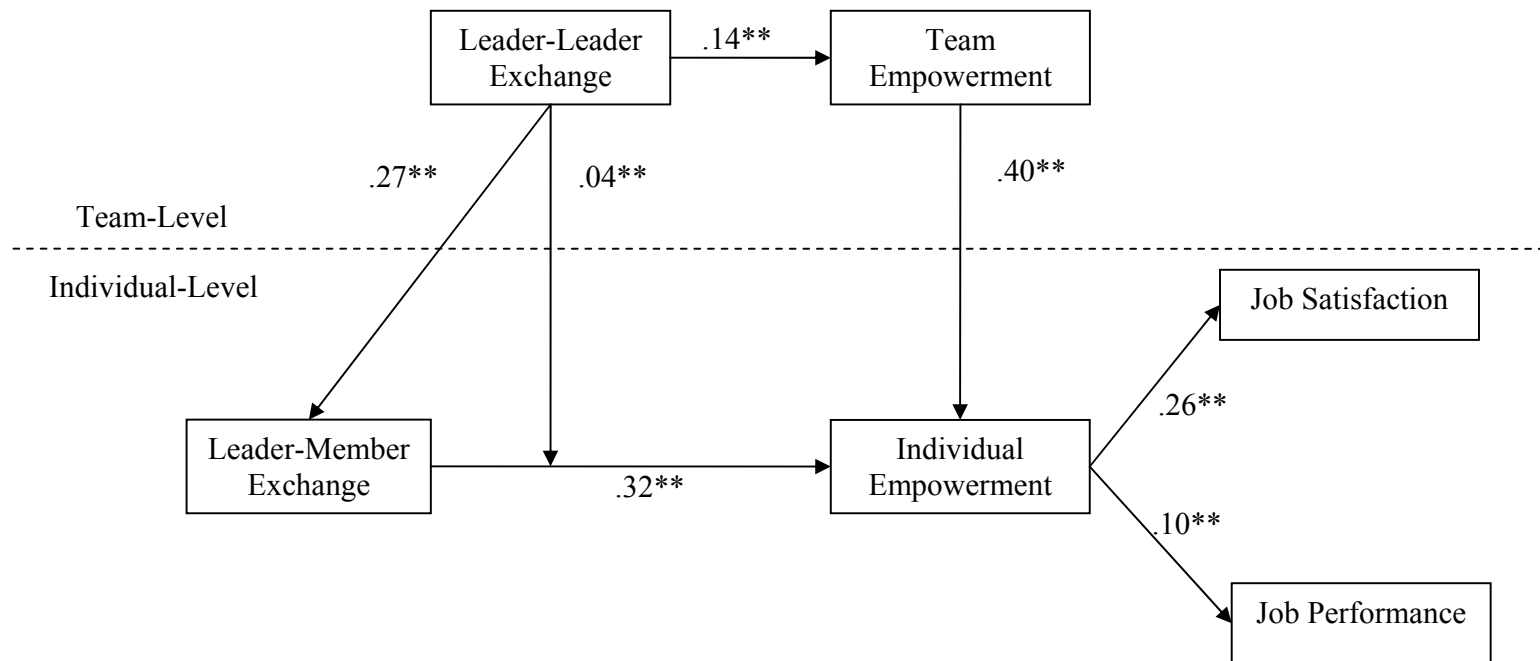 Leader-Leader
Exchange
.14**
Team
Empowerment
.27**
.04**
.40**
Team-Level
Individual-Level
Job Satisfaction
Leader-Member
Exchange
.32**
Individual
Empowerment
.26**
.10**
Job Performance